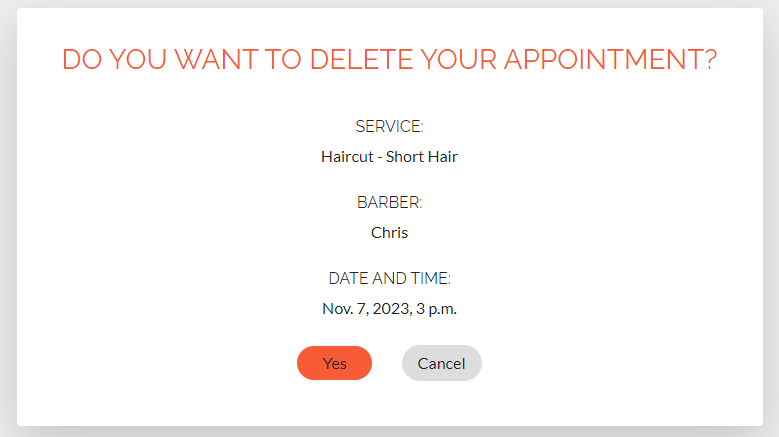 DO YOU WANT TO DELETE YOUR APPOINTMENT?
SERVICE:
Haircut - Short Hair
BARBER:
Chris
DATE AND TIME:
Nov. 7, 2023, 3 p.m.
Yes Cancel